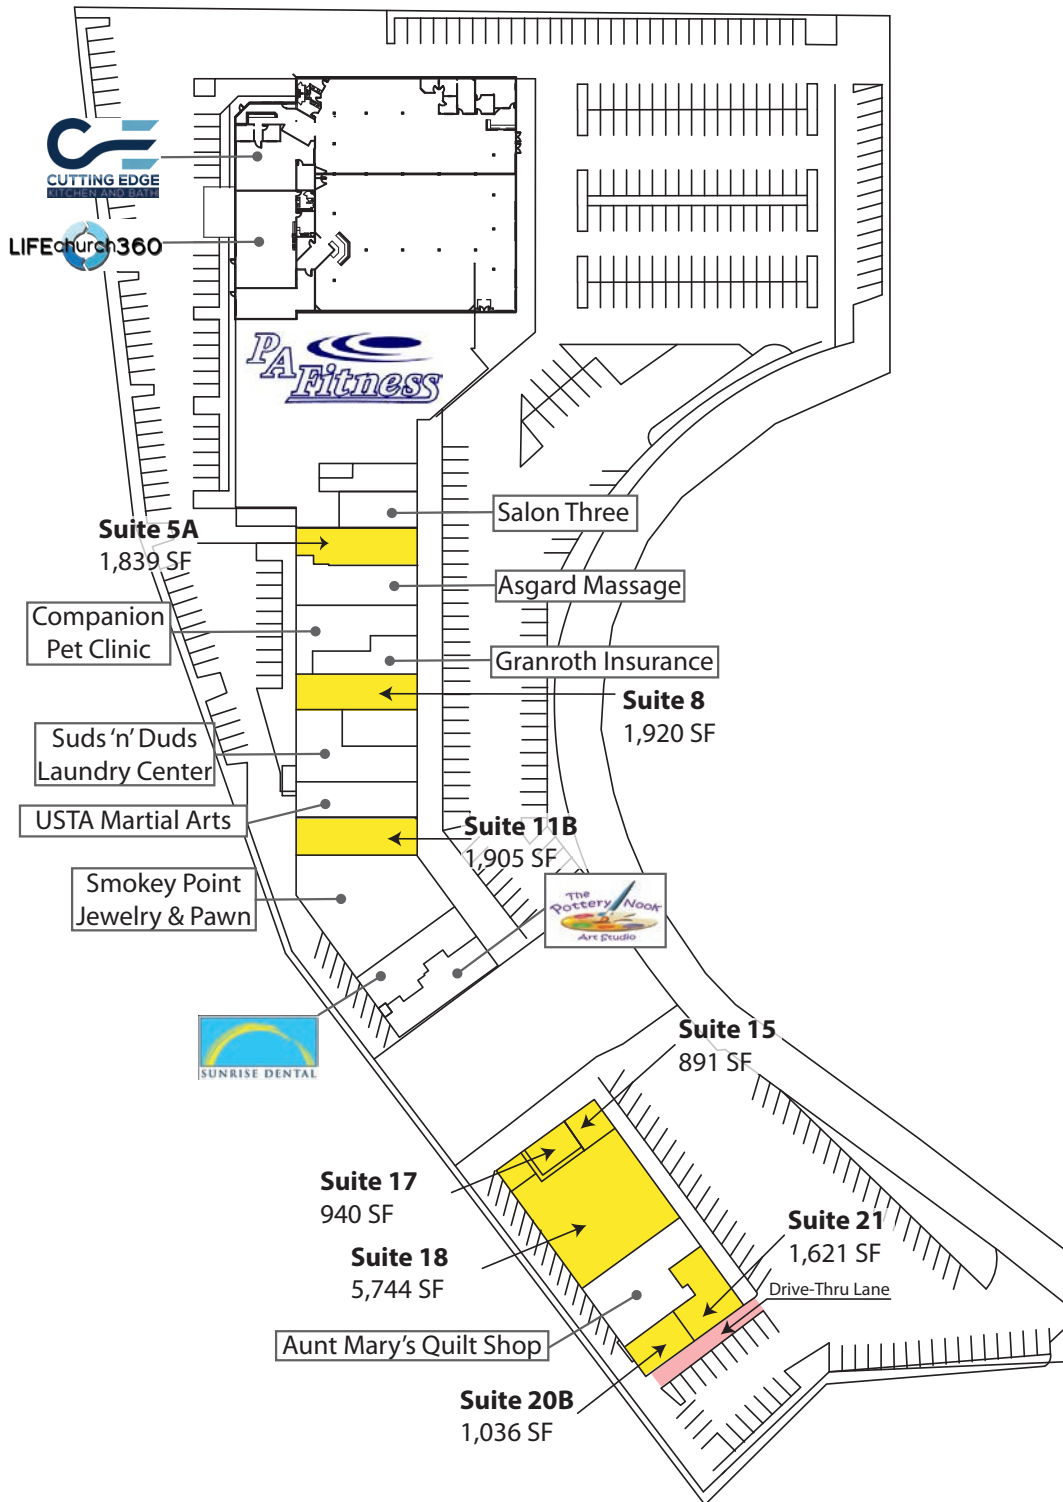 CUTTING EDGE
KITCHEN AND BATH
LIFEchurch360
PA Fitness
Salon Three
Suite 5A
1,839 SF
Asgard Massage
Companion
Pet Clinic
Granroth Insurance
Suite 8
1,920 SF
Suds ‘n’ Duds
Laundry Center
USTA Martial Arts
Suite 11B
1,905 SF
Smokey Point
Jewelry & Pawn
The
Pottery Nook
Art Studio
SUNRISE DENTAL
Suite 15
891 SF
Suite 17
940 SF
Suite 18
5,744 SF
Suite 21
1,621 SF
Drive-Thru Lane
Aunt Mary's Quilt Shop
Suite 20B
1,036 SF